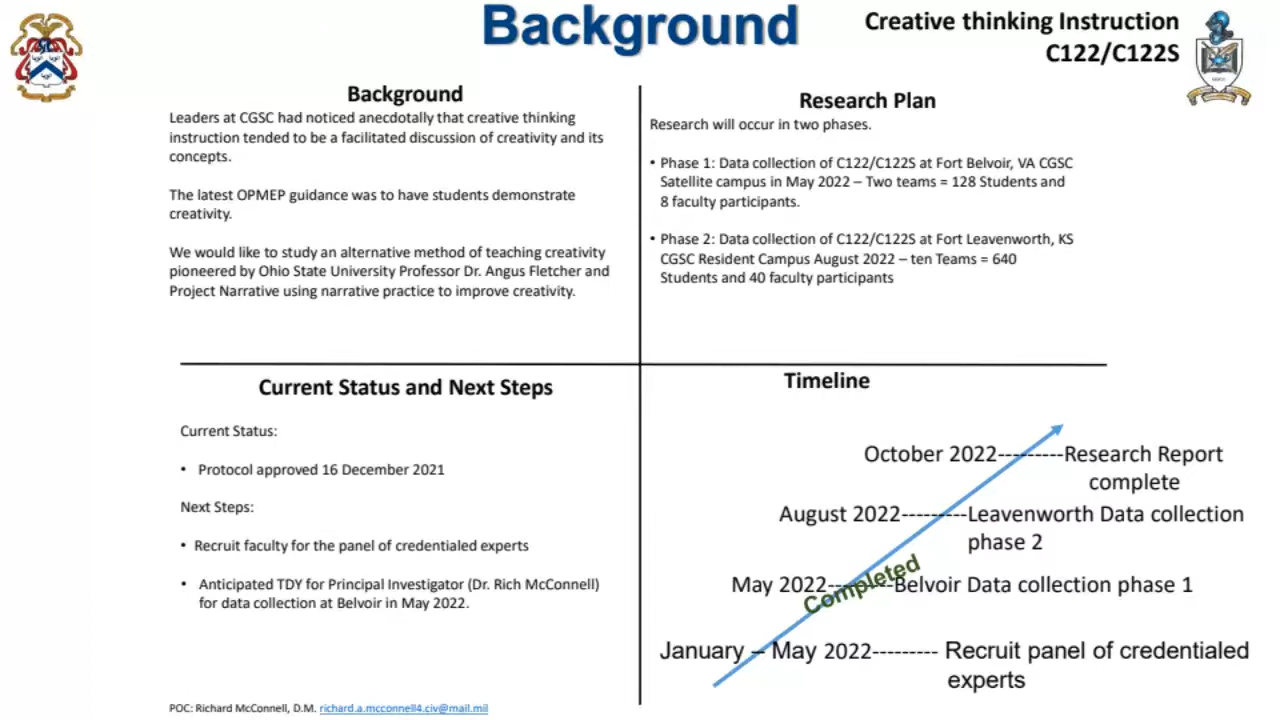 Background
Creative thinking Instruction
C122/C122S
Background
Leaders at CGSC had noticed anecdotally that creative thinking
instruction tended to be a facilitated discussion of creativity and its
concepts.
The latest OPMEP guidance was to have students demonstrate
creativity.
We would like to study an alternative method of teaching creativity
pioneered by Ohio State University Professor Dr. Angus Fletcher and
Project Narrative using narrative practice to improve creativity.
Research Plan
Research will occur in two phases.
• Phase 1: Data collection of C122/C122S at Fort Belvoir, VA CGSC
Satellite campus in May 2022 – Two teams = 128 Students and
8 faculty participants.
• Phase 2: Data collection of C122/C122S at Fort Leavenworth, KS
CGSC Resident Campus August 2022 – ten Teams = 640
Students and 40 faculty participants
Current Status and Next Steps
Current Status:
• Protocol approved 16 December 2021
Next Steps:
• Recruit faculty for the panel of credentialed experts
• Anticipated TDY for Principal Investigator (Dr. Rich McConnell)
for data collection at Belvoir in May 2022.
Timeline
October 2022---------Research Report
complete
August 2022---------Leavenworth Data collection
phase 2
May 2022---------Belvoir Data collection phase 1
Completed
January – May 2022--------- Recruit panel of credentialed
experts
POC: Richard McConnell, D.M. richard.a.mcconnell4.civ@mail.mil